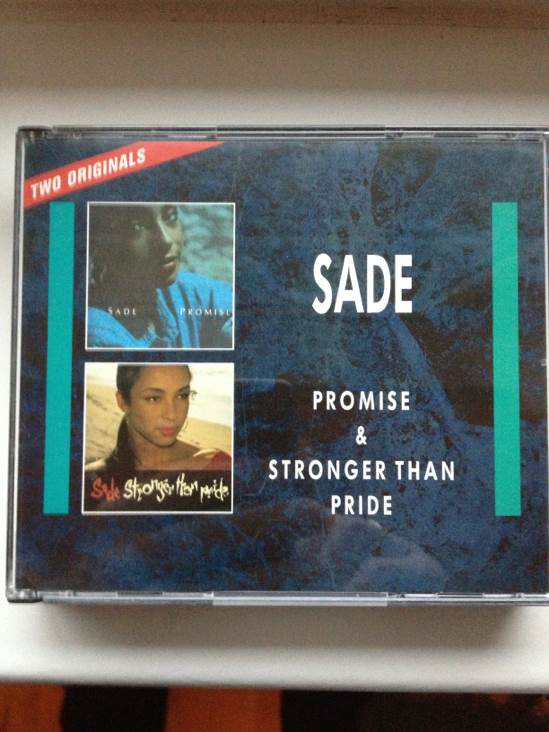 TWO ORIGINALS
SADE PROMISE
Sade Stronger than pride
SADE
PROMISE
&
STRONGER THAN
PRIDE